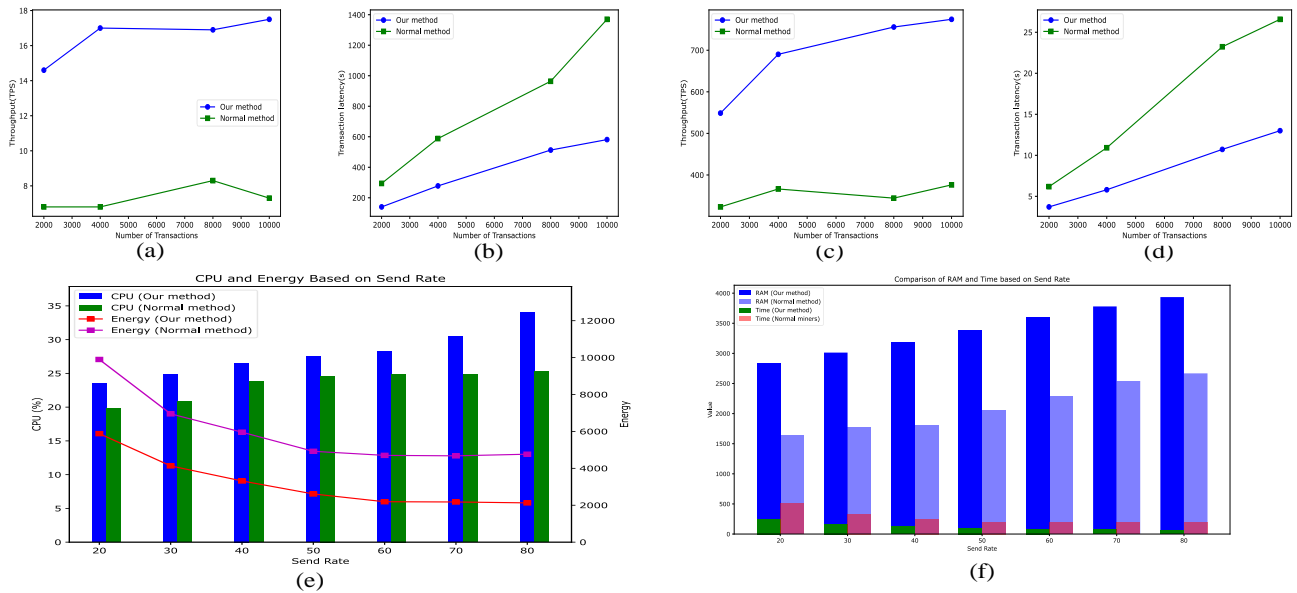 18
16
14
12
10
8
Throughput(TPS)
Our method
Normal method
2000 3000 4000 5000 6000 7000 8000 9000 10000
Number of Transactions
(a)
1400
1200
1000
800
600
400
200
Transaction latency(s)
Our method
Normal method
2000 3000 4000 5000 6000 7000 8000 9000 10000
Number of Transactions
(b)
700
600
500
400
Throughput(TPS)
Our method
Normal method
2000 3000 4000 5000 6000 7000 8000 9000 10000
Number of Transactions
(c)
25
20
15
10
5
Transaction latency(s)
Our method
Normal method
2000 3000 4000 5000 6000 7000 8000 9000 10000
Number of Transactions
(d)
CPU and Energy Based on Send Rate
CPU (Our method)
CPU (Normal method)
Energy (Our method)
Energy (Normal method)
35
30
25
20
15
10
5
0
CPU (%)
12000
10000
8000
6000
4000
2000
0
Energy
20 30 40 50 60 70 80
Send Rate
(e)
Comparison of RAM and Time based on Send Rate
RAM (Our method)
RAM (Normal method)
Time (Our method)
Time (Normal miners)
4000
3500
3000
2500
2000
1500
1000
500
0
Value
20 30 40 50 60 70 80
Send Rate
(f)